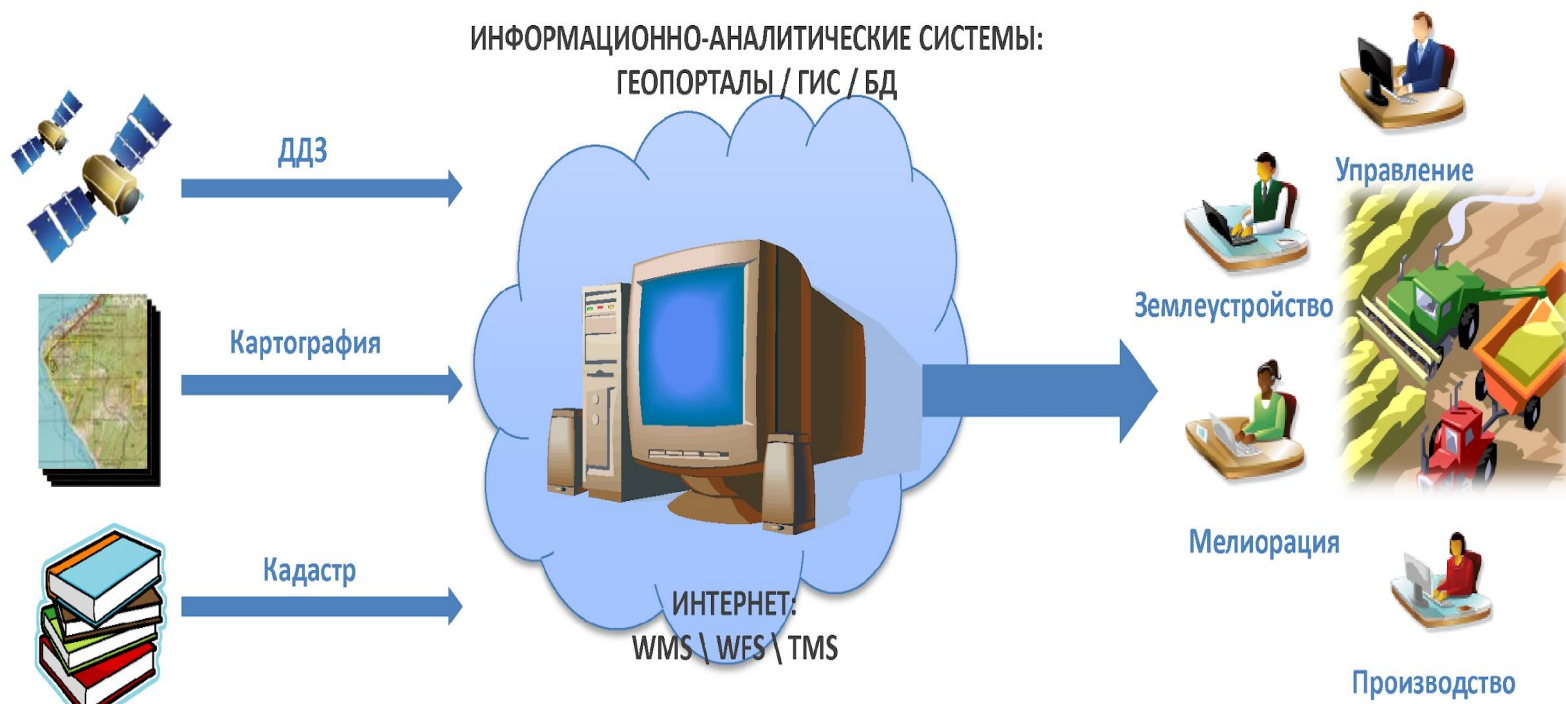 ИНФОРМАЦИОННО-АНАЛИТИЧЕСКИЕ СИСТЕМЫ:
ГЕОПОРТАЛЫ / ГИС / БД
ДДЗ
Картография
Кадастр
ИНТЕРНЕТ:
WMS \ WFS \ TMS
Управление
Землеустройство
Мелиорация
Производство